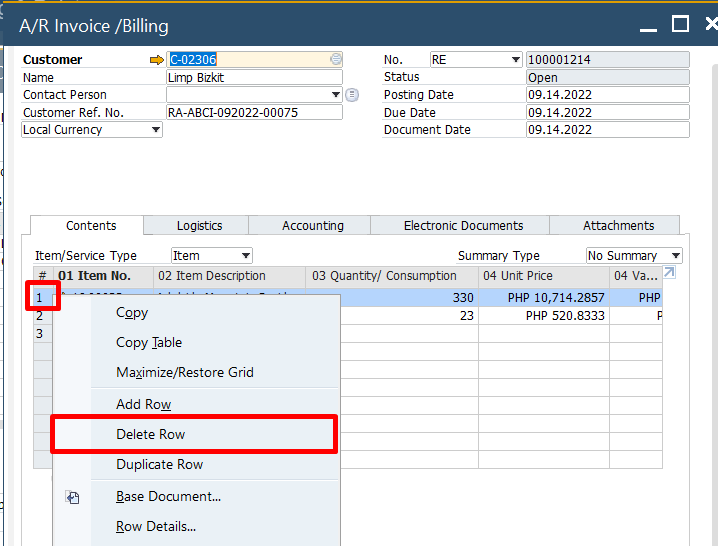 A/R Invoice /Billing
Customer C-02306 No. RE 100001214
Name Limp Bizkit Status Open
Contact Person Posting Date 09.14.2022
Customer Ref. No. RA-ABCI-092022-00075 Due Date 09.14.2022
Local Currency Document Date 09.14.2022
Contents Logistics Accounting Electronic Documents Attachments
Item/Service Type Item Summary Type No Summary
# 01 Item No. 02 Item Description 03 Quantity/ Consumption 04 Unit Price 04 Va...
1 330 PHP 10,714.2857 PHP
2 23 PHP 520.8333 P
3
Copy
Copy Table
Maximize/Restore Grid
Add Row
Delete Row
Duplicate Row
Base Document...
Row Details...